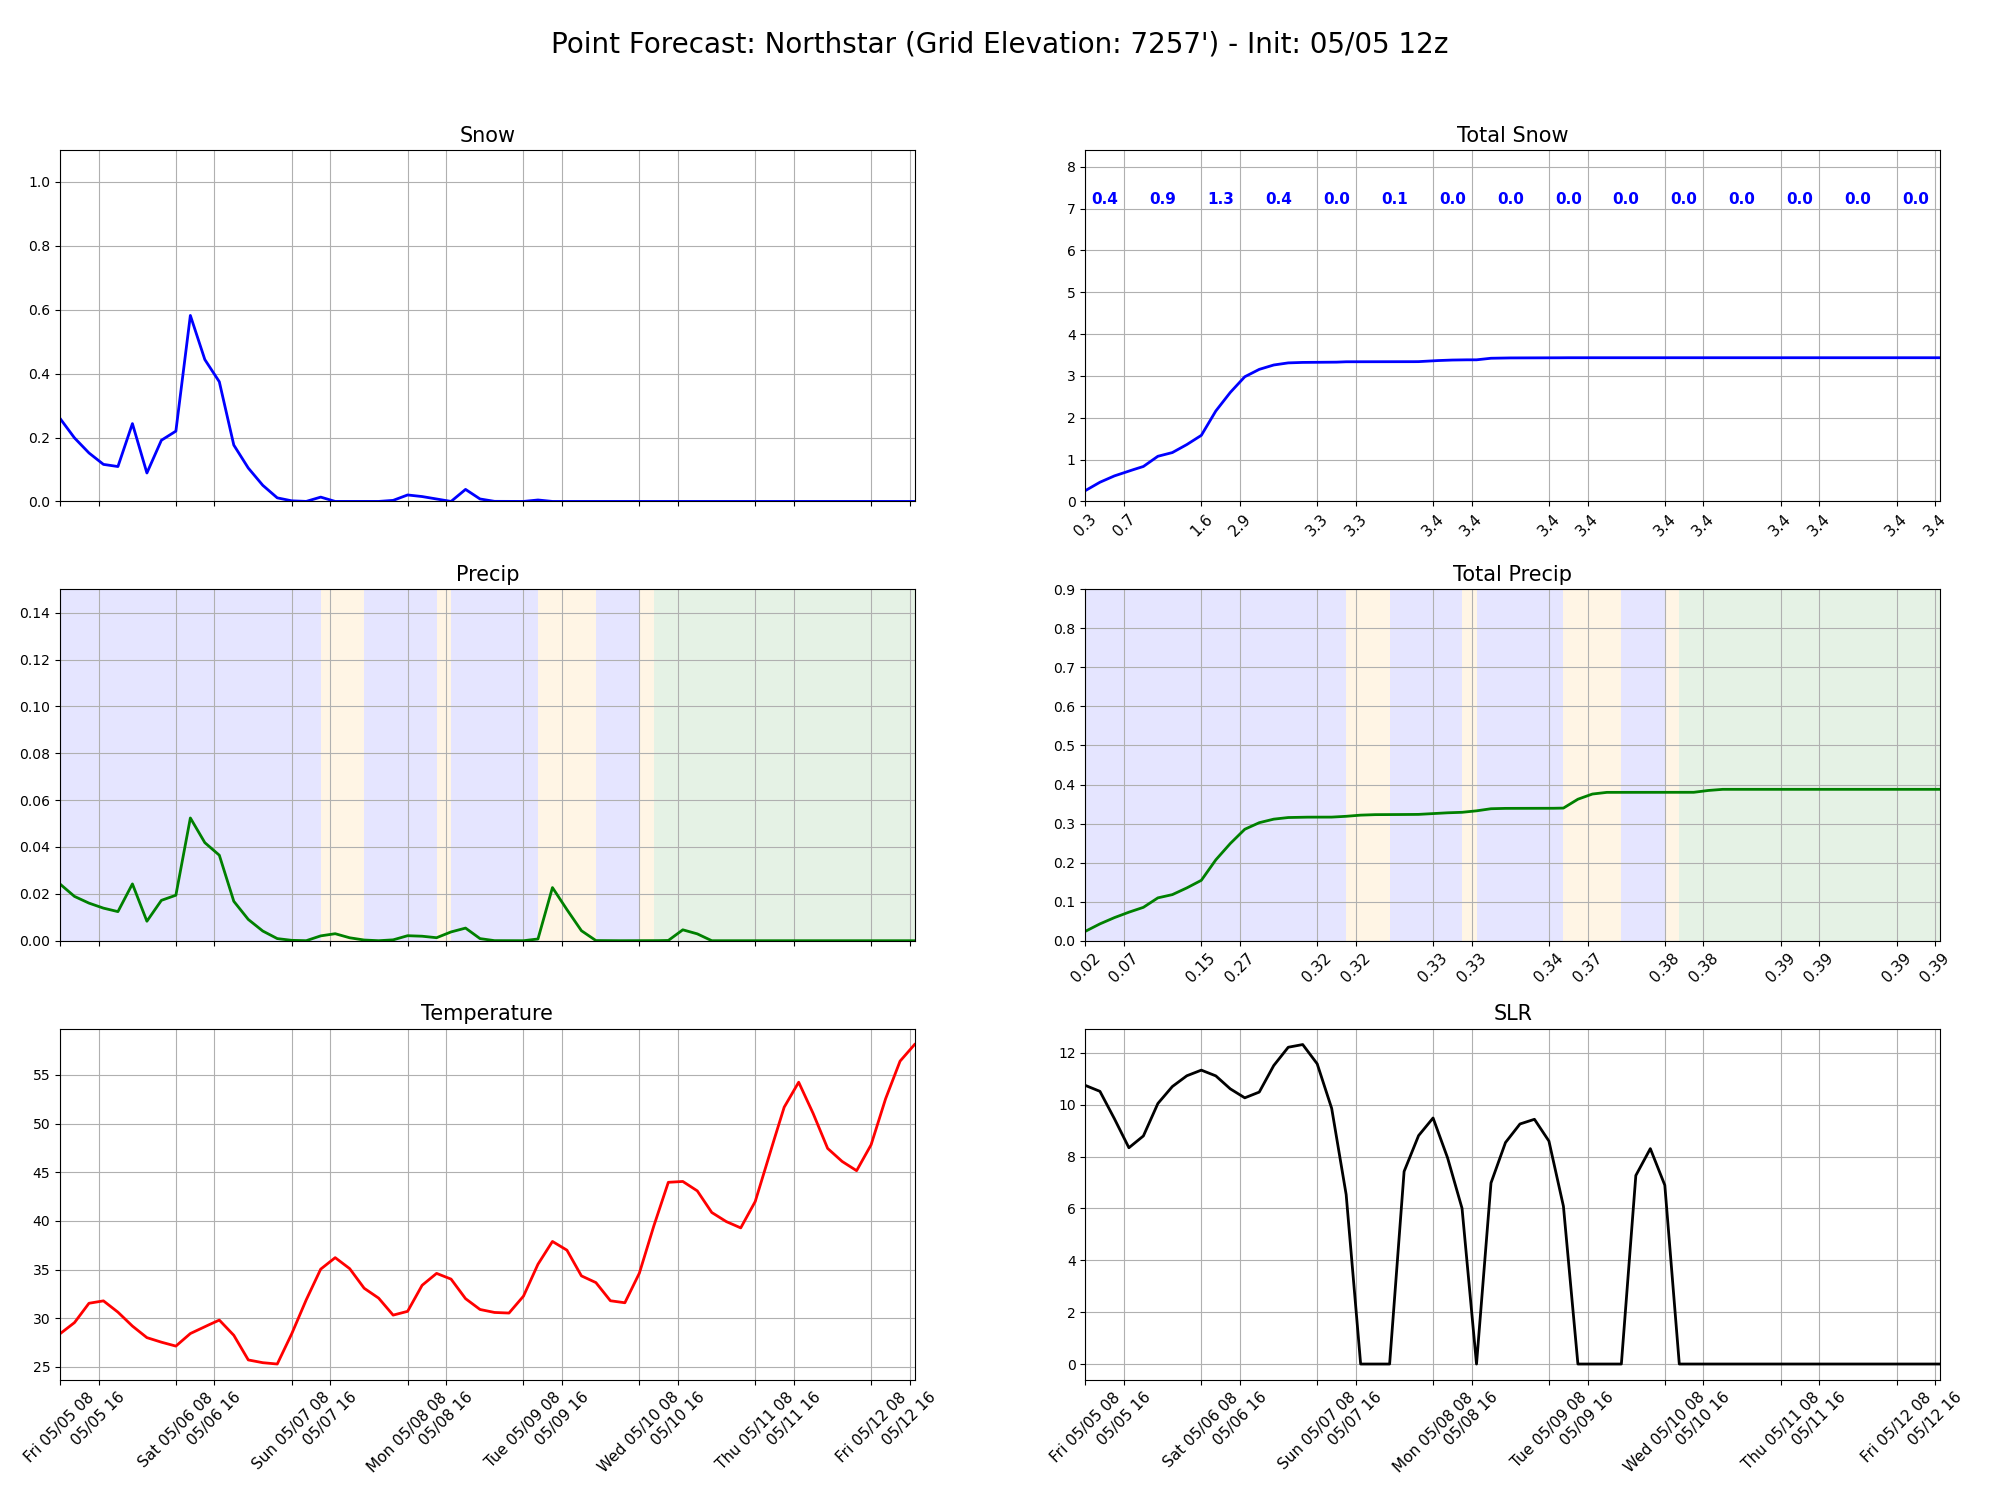 Point Forecast: Northstar (Grid Elevation: 7257') - Init: 05/05 12z
Snow
1.0
0.8
0.6
0.4
0.2
0.0
Total Snow
8
7
6
5
4
3
2
1
0
0.4 0.9 1.3 0.4 0.0 0.1 0.0 0.0 0.0 0.0 0.0 0.0 0.0 0.0 0.0
0.3 0.7 1.6 2.9 3.3 3.3 3.4 3.4 3.4 3.4 3.4 3.4 3.4 3.4 3.4 3.4
Precip
0.14
0.12
0.10
0.08
0.06
0.04
0.02
0.00
Total Precip
0.9
0.8
0.7
0.6
0.5
0.4
0.3
0.2
0.1
0.0
0.02 0.07 0.15 0.27 0.32 0.32 0.33 0.33 0.34 0.37 0.38 0.38 0.39 0.39 0.39 0.39
Temperature
55
50
45
40
35
30
25
Fri 05/05 08
05/05 16
Sat 05/06 08
05/06 16
Sun 05/07 08
05/07 16
Mon 05/08 08
05/08 16
Tue 05/09 08
05/09 16
Wed 05/10 08
05/10 16
Thu 05/11 08
05/11 16
Fri 05/12 08
05/12 16
SLR
12
10
8
6
4
2
0
Fri 05/05 08
05/05 16
Sat 05/06 08
05/06 16
Sun 05/07 08
05/07 16
Mon 05/08 08
05/08 16
Tue 05/09 08
05/09 16
Wed 05/10 08
05/10 16
Thu 05/11 08
05/11 16
Fri 05/12 08
05/12 16